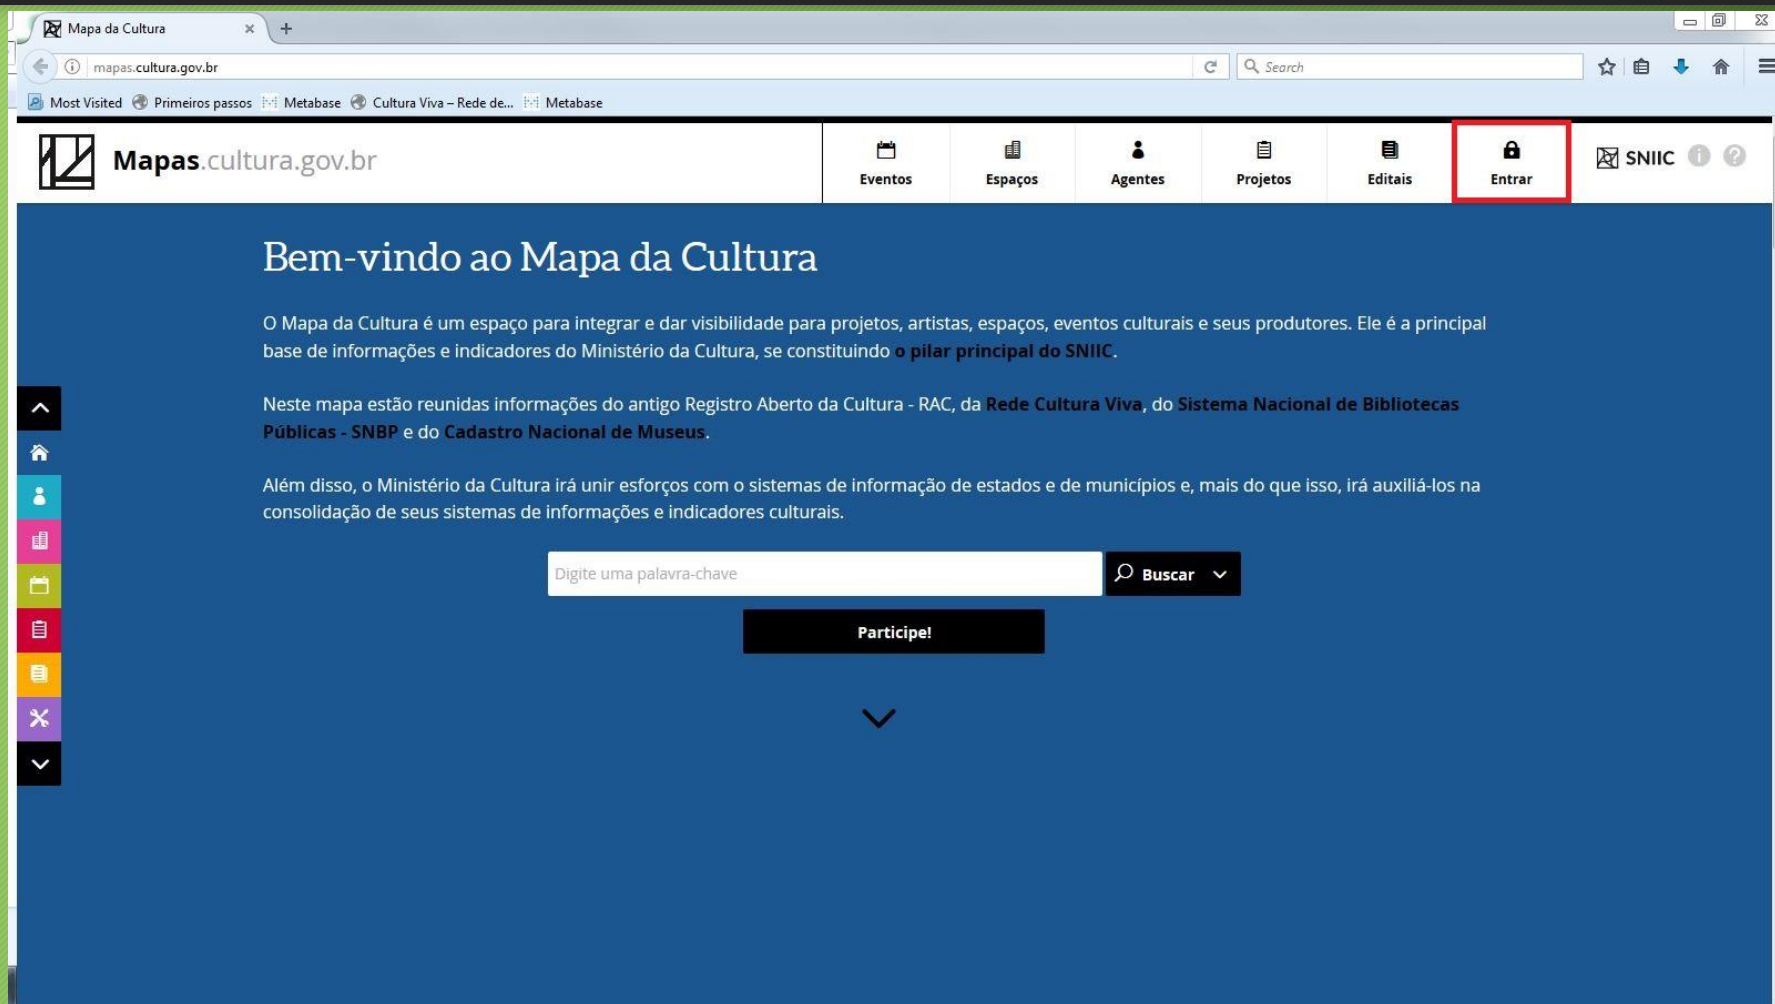 Mapa da Cultura
mapas.cultura.gov.br
Search
Most Visited Primeiros passos Metabase Cultura Viva – Rede de... Metabase
Mapas.cultura.gov.br
Eventos Espaços Agentes Projetos Editais Entrar SNIIC
Bem-vindo ao Mapa da Cultura
O Mapa da Cultura é um espaço para integrar e dar visibilidade para projetos, artistas, espaços, eventos culturais e seus produtores. Ele é a principal
base de informações e indicadores do Ministério da Cultura, se constituindo o pilar principal do SNIIC.
Neste mapa estão reunidas informações do antigo Registro Aberto da Cultura - RAC, da Rede Cultura Viva, do Sistema Nacional de Bibliotecas
Públicas - SNBP e do Cadastro Nacional de Museus.
Além disso, o Ministério da Cultura irá unir esforços com o sistemas de informação de estados e de municípios e, mais do que isso, irá auxiliá-los na
consolidação de seus sistemas de informações e indicadores culturais.
Digite uma palavra-chave Buscar
Participe!